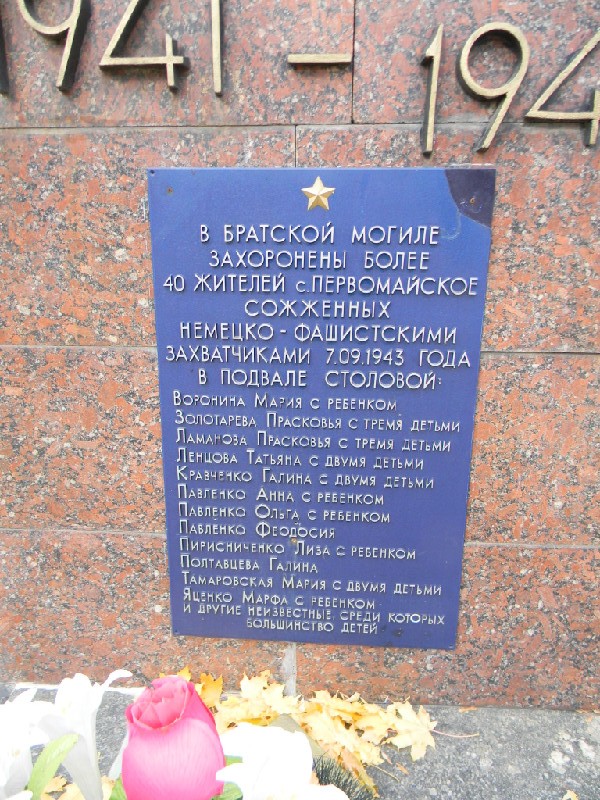 1941 – 194
В БРАТСКОЙ МОГИЛЕ
ЗАХОРОНЕНЫ БОЛЕЕ
40 ЖИТЕЛЕЙ с.ПЕРВОМАЙСКОЕ
СОЖЖЕННЫХ
НЕМЕЦКО - ФАШИСТСКИМИ
ЗАХВАТЧИКАМИ 7.09.1943 ГОДА
В ПОДВАЛЕ СТОЛОВОЙ:
ВОРОНИНА МАРИЯ С РЕБЕНКОМ
ЗОЛОТАРЕВА ПРАСКОВЬЯ С ТРЕМЯ ДЕТЬМИ
ЛАМАНОВА ПРАСКОВЬЯ С ТРЕМЯ ДЕТЬМИ
ЛЕНЦОВА ТАТЬЯНА С ДВУМЯ ДЕТЬМИ
КРАВЧЕНКО ГАЛИНА С ДВУМЯ ДЕТЬМИ
ПАВГЕНКО АННА С РЕБЕНКОМ
ПАВЛЕНКО ОЛЬГА С РЕБЕНКОМ
ПАВЛЕНКО ФЕОДОСИЯ
ПИРИСНИЧЕНКО ЛИЗА С РЕБЕНКОМ
ПОЛТАВЦЕВА ГАЛИНА
ТАМАРОВСКАЯ МАРИЯ С ДВУМЯ ДЕТЬМИ
ЯЦЕНКО МАРФА С РЕБЕНКОМ
И ДРУГИЕ НЕИЗВЕСТНЫЕ, СРЕДИ КОТОРЫХ
БОЛЬШИНСТВО ДЕТЕЙ